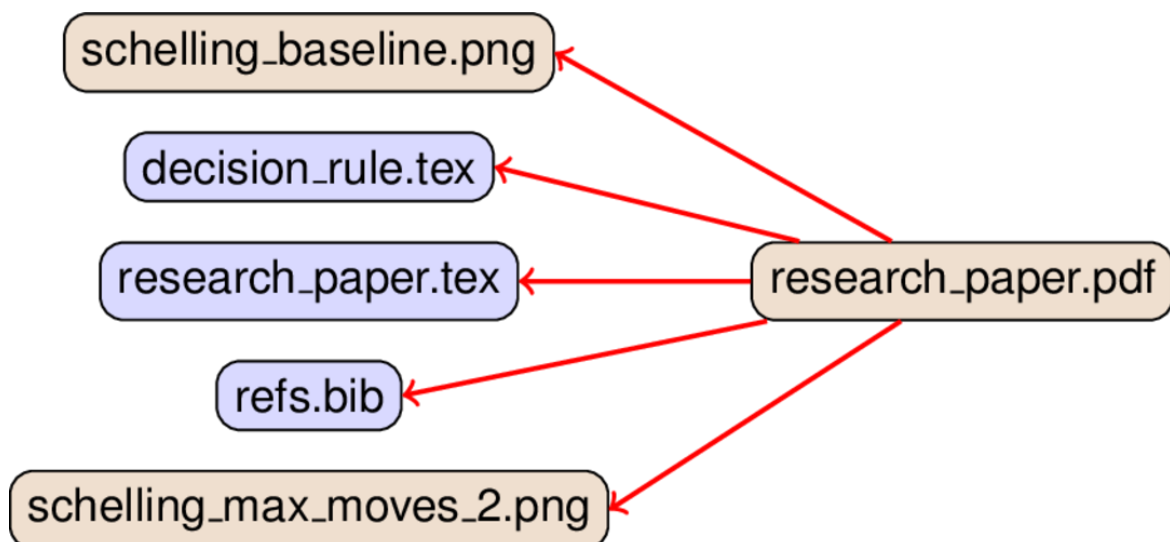 schelling_baseline.png
decision_rule.tex
research_paper.tex
research_paper.pdf
refs.bib
schelling_max_moves_2.png